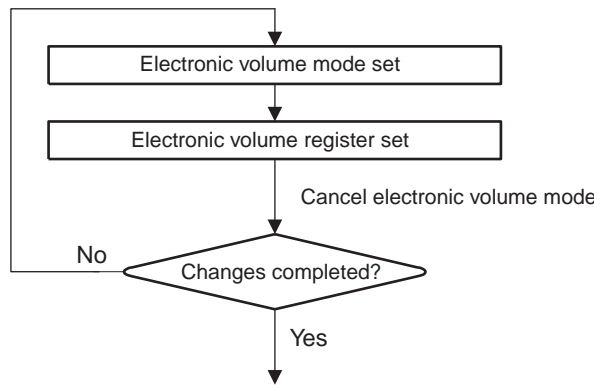 Electronic volume mode set
Electronic volume register set
Cancel electronic volume mode
No
Changes completed?
Yes